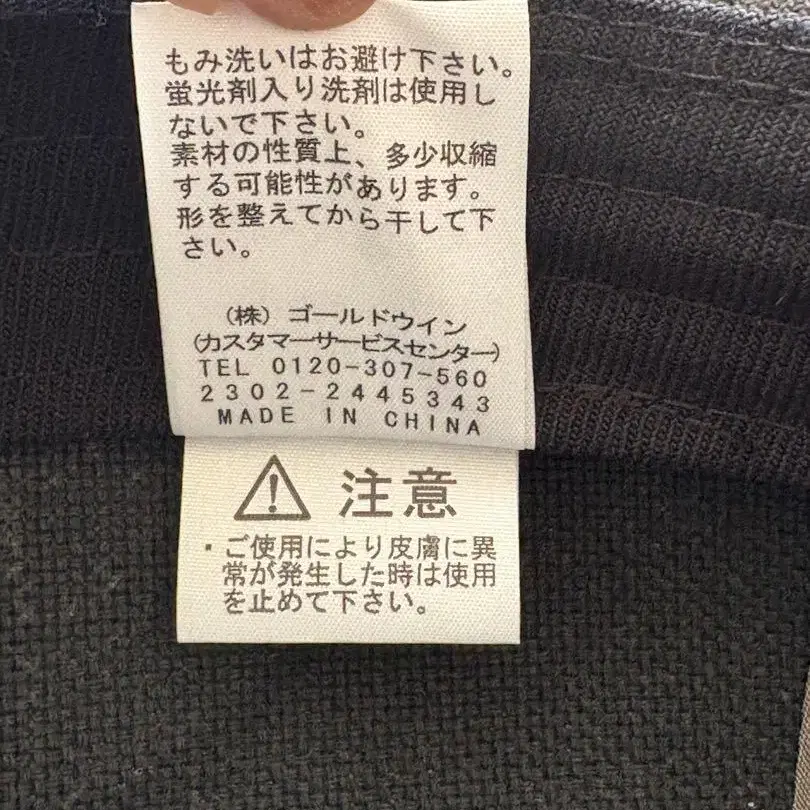 もみ洗いはお避け下さい。
蛍光剤入り洗剤は使用し
ないで下さい。
素材の性質上、多少収縮
する可能性があります。
形を整えてから干して下
さい。
(株) ゴールドウイン
(カスタマーサービスセンター)
TEL 0120-307-560
2302-2445343
MADE IN CHINA
注意
・ご使用により皮膚に異
常が発生した時は使用
を止めて下さい。